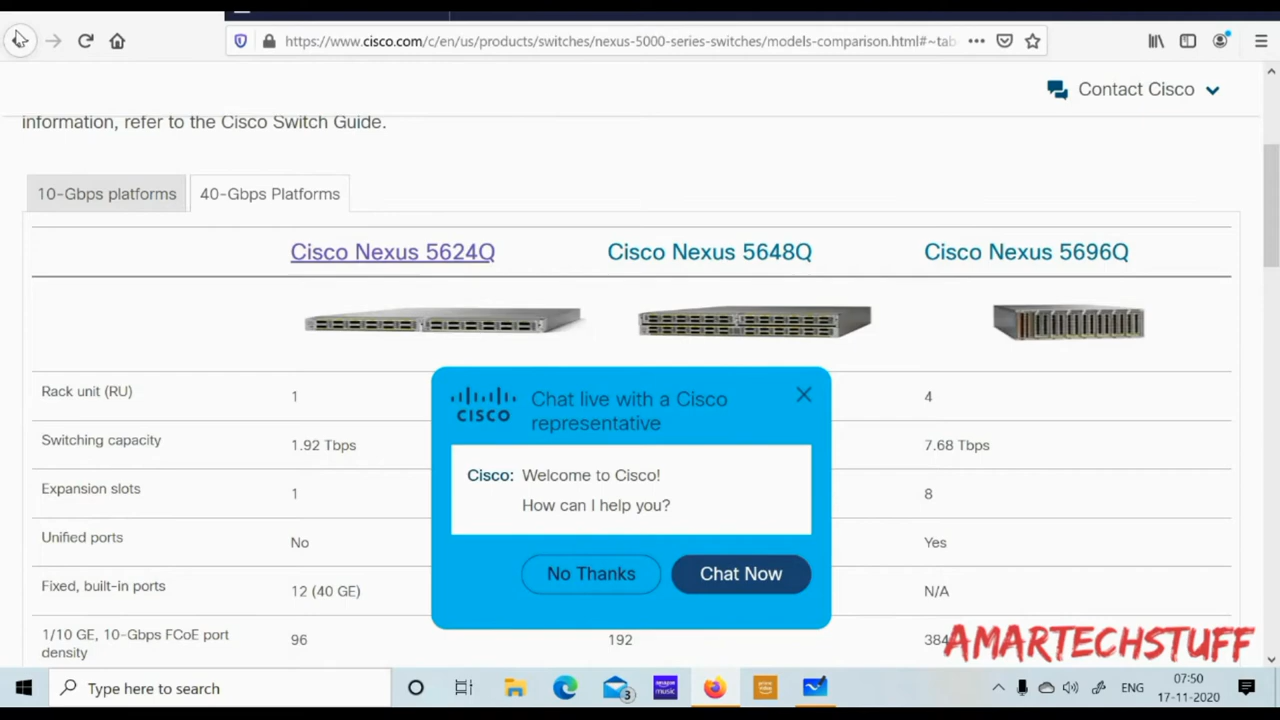 https://www.cisco.com/c/en/us/products/switches/nexus-5000-series-switches/models-comparison.html#~tab-
Contact Cisco
information, refer to the Cisco Switch Guide.
10-Gbps platforms 40-Gbps Platforms
Cisco Nexus 5624Q Cisco Nexus 5648Q Cisco Nexus 5696Q
Rack unit (RU) 1 4
Switching capacity 1.92 Tbps 7.68 Tbps
Expansion slots 1 8
Unified ports No Yes
Fixed, built-in ports 12 (40 GE) N/A
1/10 GE, 10-Gbps FCoE port
density 96 192 384
CISCO
Chat live with a Cisco
representative
Cisco: Welcome to Cisco!
How can I help you?
No Thanks Chat Now
AMARTECHSTUFF
Type here to search
amazon
music
3
prime
video
ENG
07:50
17-11-2020